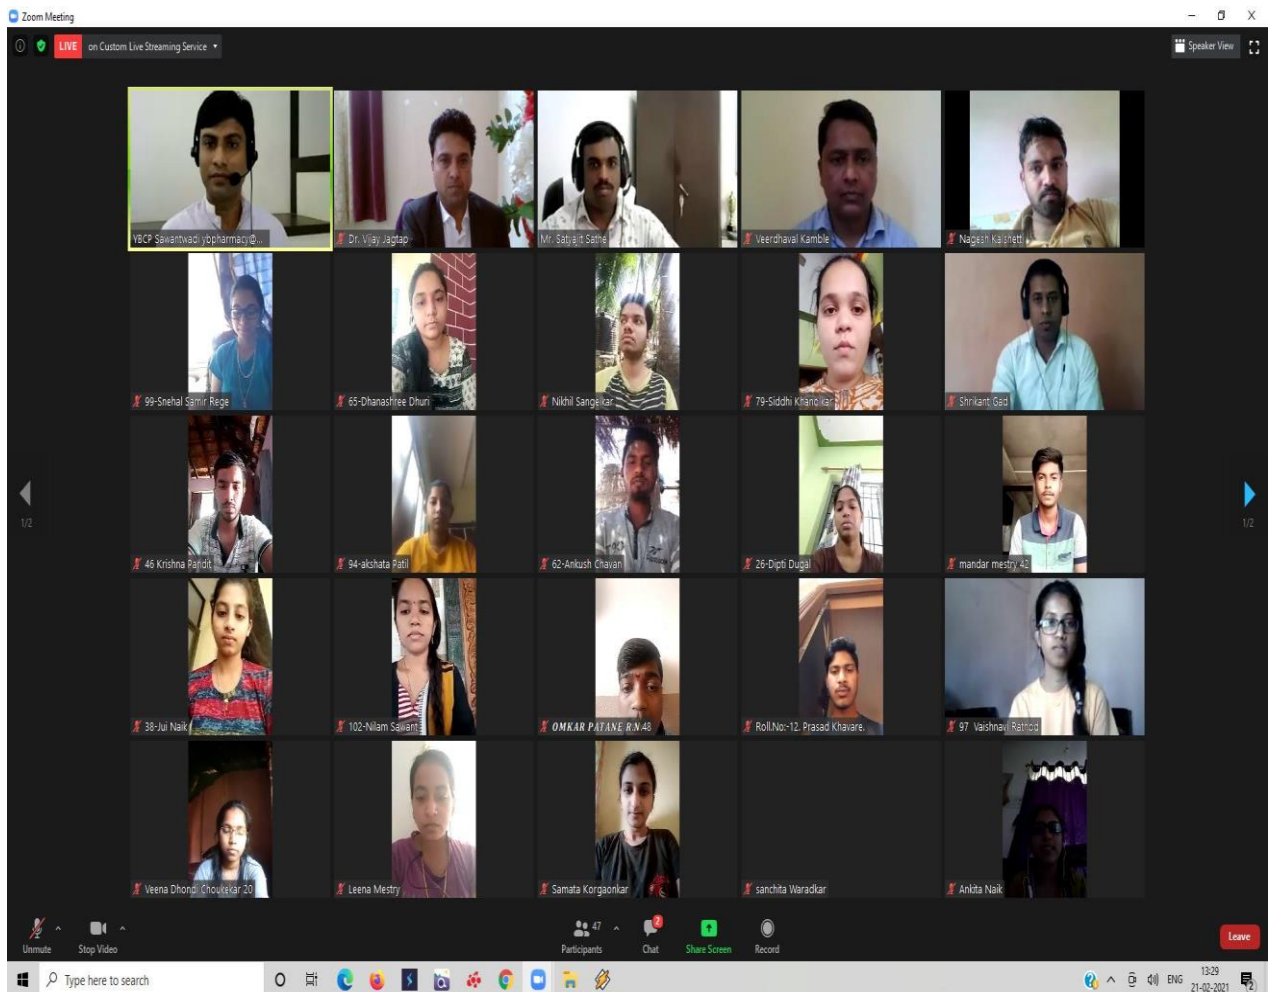 Zoom Meeting
LIVE on Custom Live Streaming Service
Speaker View
YBCP Sawantwadi ybpharmacy@...
Dr. Vijay Jagtap
Mr. Satyajit Sathe
Veerdhaval Kamble
Nagesh Kalshetti
99-Snehal Samir Rege
65-Dhanashree Dhuri
Nikhil Sangelkar
79-Siddhi Khanolkar
Shrikant Gad
46 Krishna Pandit
94-akshata Patil
62-Ankush Chavan
26-Dipti Dugal
mandar mestry 42
1/2
1/2
38-Jui Naik
102-Nilam Sawant
OMKAR PATANE R.N.48
Roll.No:-12. Prasad Khavare.
97 Vaishnavi Rathod
Veena Dhondi Choukekar 20
Leena Mestry
Samata Korgaonkar
sanchita Waradkar
Ankita Naik
Unmute
Stop Video
47
Participants
2
Chat
Share Screen
Record
Leave
Type here to search
ENG
13:29
21-02-2021
2